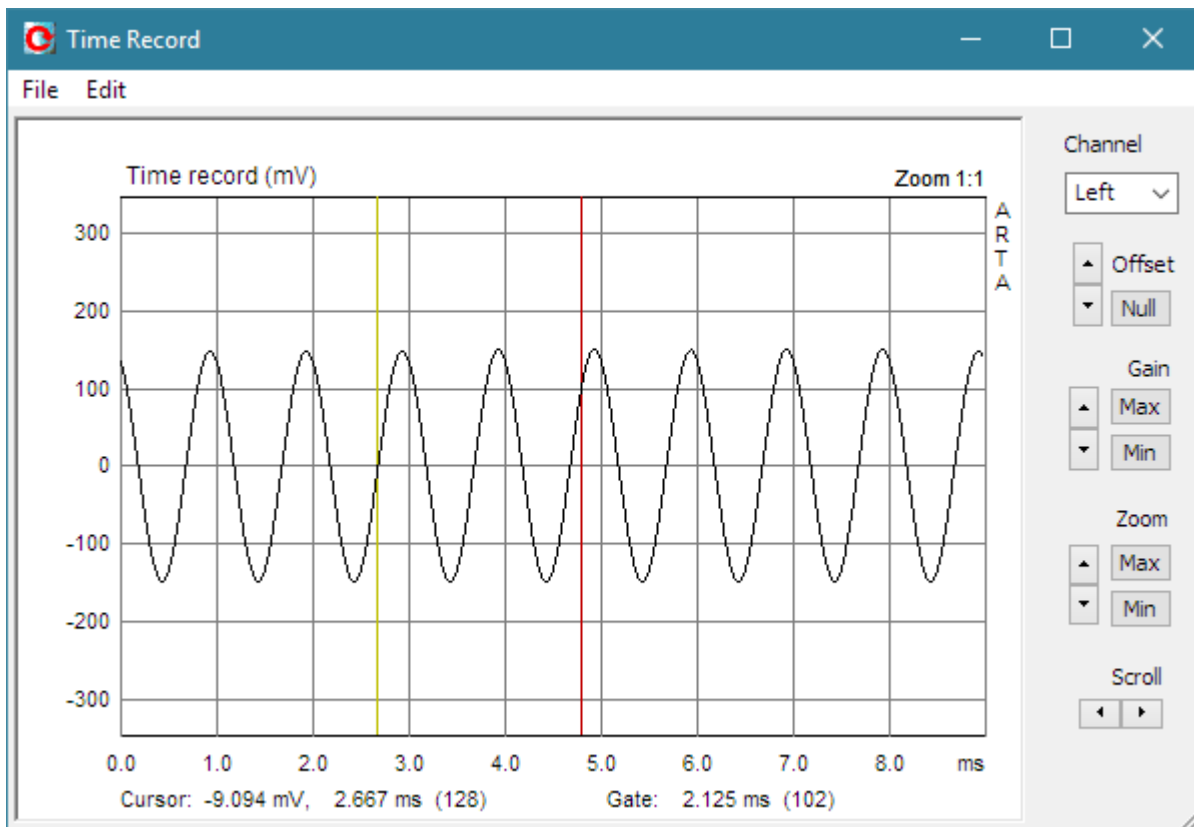 Time Record
File Edit
Time record (mV)
Zoom 1:1
A
R
T
A
300
200
100
0
-100
-200
-300
0.0 1.0 2.0 3.0 4.0 5.0 6.0 7.0 8.0 ms
Cursor: -9.094 mV, 2.667 ms (128) Gate: 2.125 ms (102)
Channel
Left
Offset
Null
Gain
Max
Min
Zoom
Max
Min
Scroll